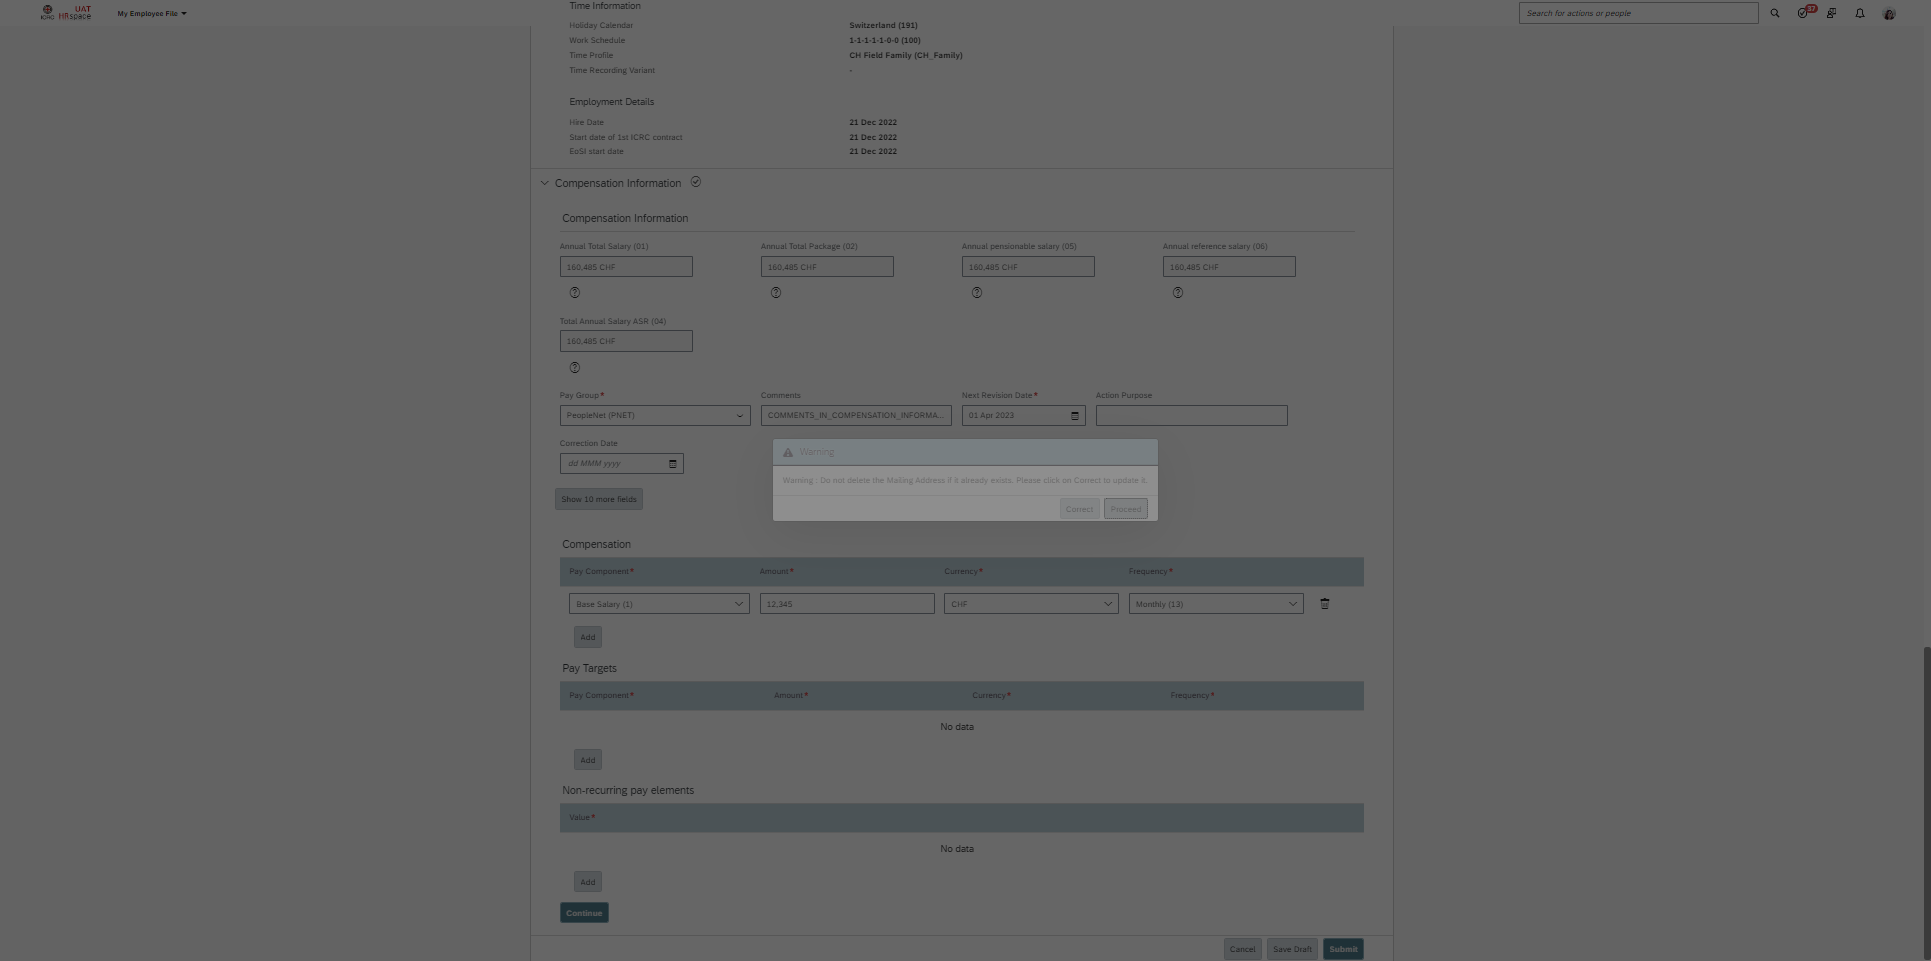 ICRC UAT HRspace My Employee File Search for actions or people 37
Time Information
Holiday Calendar Switzerland (191)
Work Schedule 1-1-1-1-1-0-0 (100)
Time Profile CH Field Family (CH_Family)
Time Recording Variant -
Employment Details
Hire Date 21 Dec 2022
Start date of 1st ICRC contract 21 Dec 2022
EoSI start date 21 Dec 2022
Compensation Information
Compensation Information
Annual Total Salary (01) Annual Total Package (02) Annual pensionable salary (05) Annual reference salary (06)
160,485 CHF 160,485 CHF 160,485 CHF 160,485 CHF
Total Annual Salary ASR (04)
160,485 CHF
Pay Group* Comments Next Revision Date* Action Purpose
PeopleNet (PNET) COMMENTS_IN_COMPENSATION_INFORMA... 01 Apr 2023
Correction Date
dd MMM yyyy
Warning
Warning : Do not delete the Mailing Address if it already exists. Please click on Correct to update it.
Show 10 more fields
Correct Proceed
Compensation
Pay Component* Amount* Currency* Frequency*
Base Salary (1) 12,345 CHF Monthly (13)
Add
Pay Targets
Pay Component* Amount* Currency* Frequency*
No data
Add
Non-recurring pay elements
Value*
No data
Add
Continue
Cancel Save Draft Submit